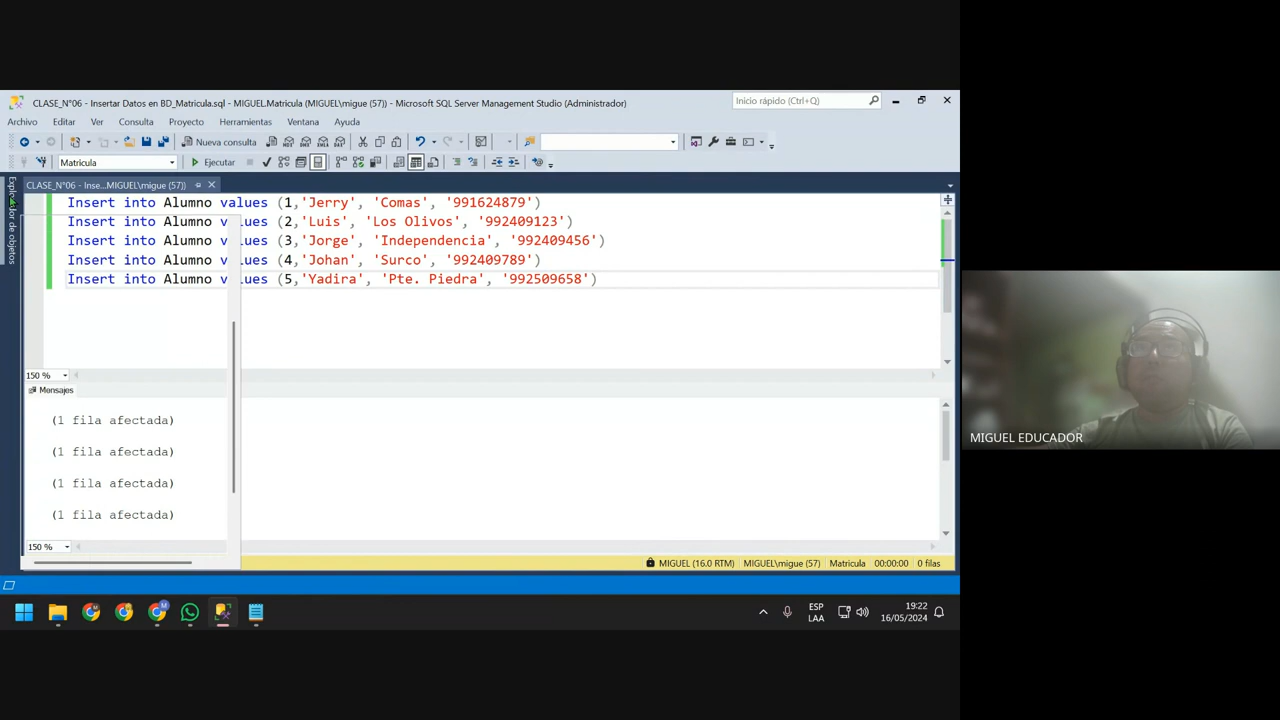 CLASE_N°06 - Insertar Datos en BD_Matricula.sql - MIGUEL.Matricula (MIGUEL\migue (57)) - Microsoft SQL Server Management Studio (Administrador)
Inicio rápido (Ctrl+Q)
Archivo Editar Ver Consulta Proyecto Herramientas Ventana Ayuda
Nueva consulta
Matricula
Ejecutar
CLASE_N°06 - Inse...MIGUEL\migue (57))
Insert into Alumno values (1,'Jerry', 'Comas', '991624879')
Insert into Alumno v lues (2,'Luis', 'Los Olivos', '992409123')
Insert into Alumno v lues (3,'Jorge', 'Independencia', '992409456')
Insert into Alumno v lues (4,'Johan', 'Surco', '992409789')
Insert into Alumno v lues (5,'Yadira', 'Pte. Piedra', '992509658')
150 %
Mensajes
(1 fila afectada)
(1 fila afectada)
(1 fila afectada)
(1 fila afectada)
150 %
MIGUEL (16.0 RTM) MIGUEL\migue (57) Matricula 00:00:00 0 filas
ESP
LAA
19:22
16/05/2024
MIGUEL EDUCADOR